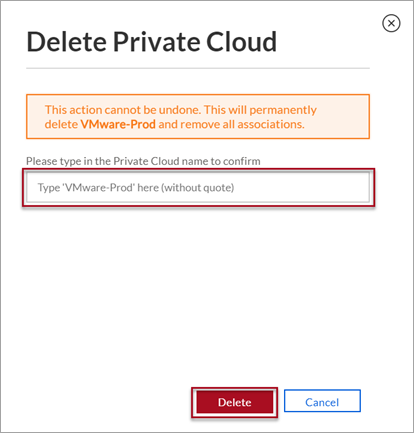 Delete Private Cloud
This action cannot be undone. This will permanently
delete VMware-Prod and remove all associations.
Please type in the Private Cloud name to confirm
Type 'VMware-Prod' here (without quote)
Delete
Cancel